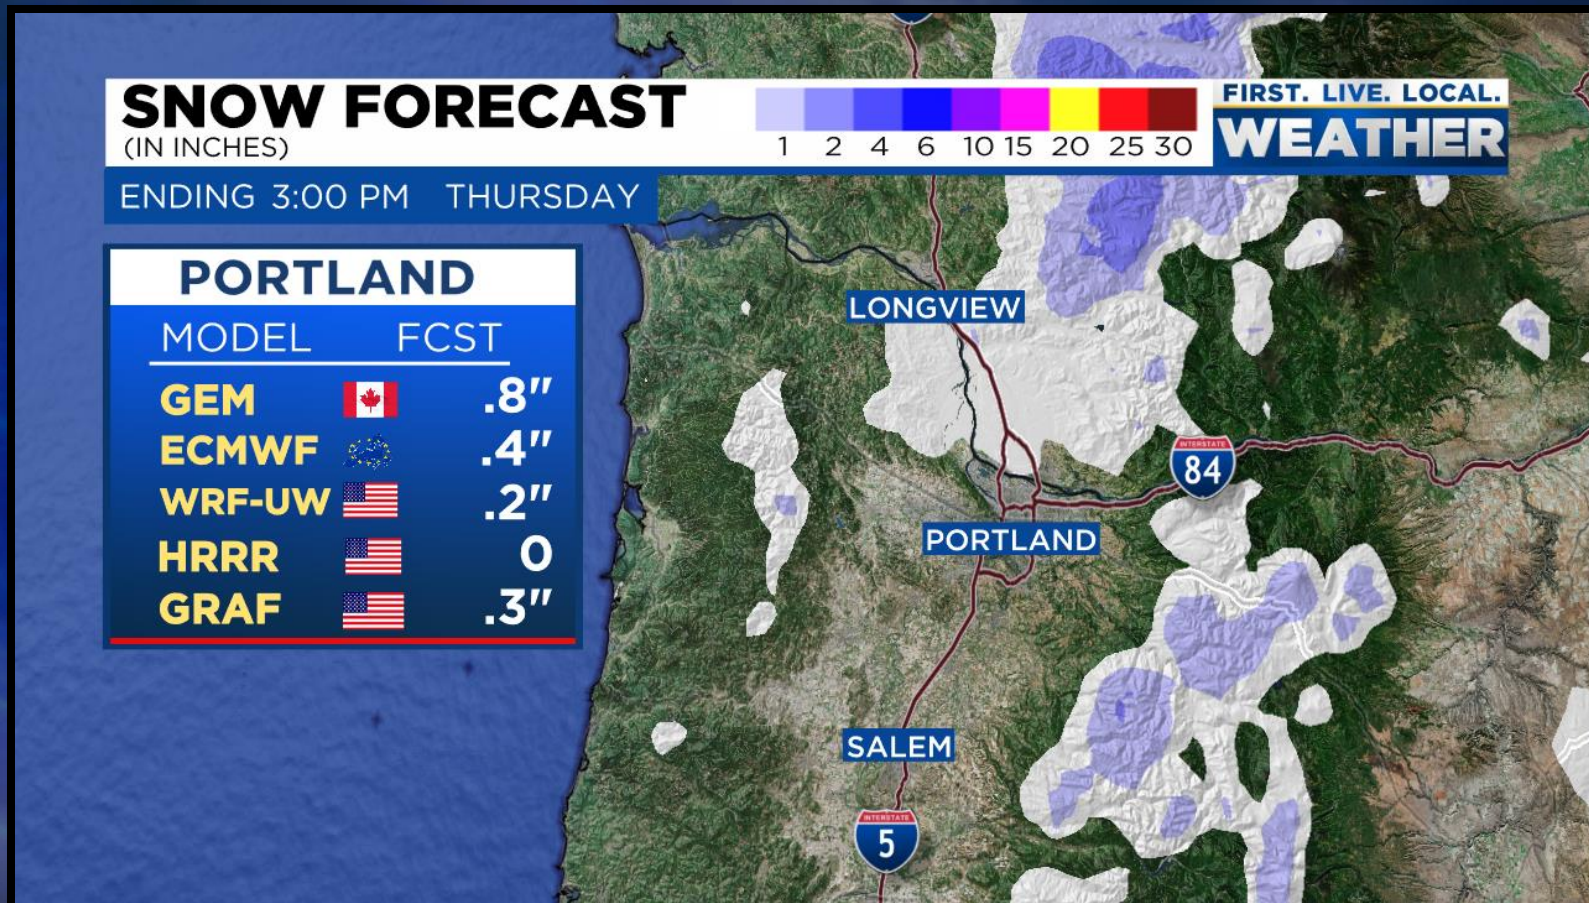 SNOW FORECAST
(IN INCHES)
1 2 4 6 10 15 20 25 30
FIRST. LIVE. LOCAL.
WEATHER
ENDING 3:00 PM THURSDAY
PORTLAND
MODEL FCST
GEM .8"
ECMWF .4"
WRF-UW .2"
HRRR 0
GRAF .3"
LONGVIEW
INTERSTATE
84
PORTLAND
SALEM
INTERSTATE
5